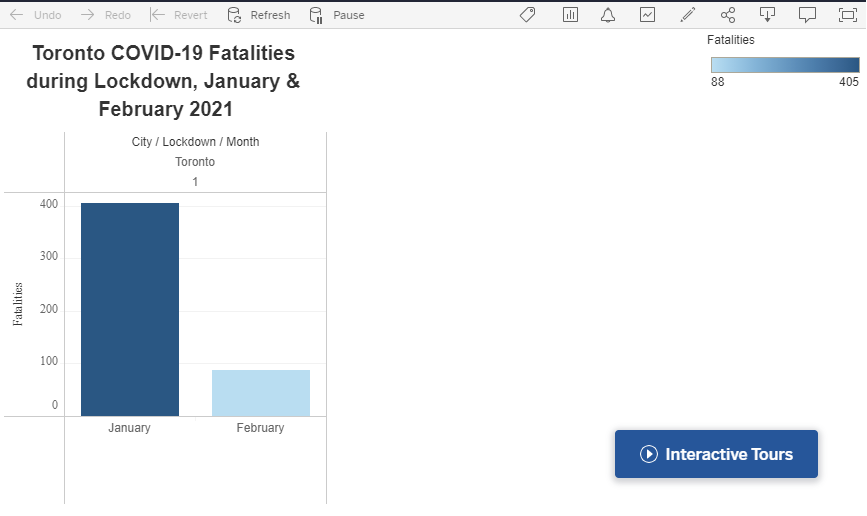 Undo Redo Revert Refresh Pause
Fatalities
88 405
Toronto COVID-19 Fatalities
during Lockdown, January &
February 2021
City / Lockdown / Month
Toronto
1
400
300
200
100
0
Fatalities
January February
Interactive Tours